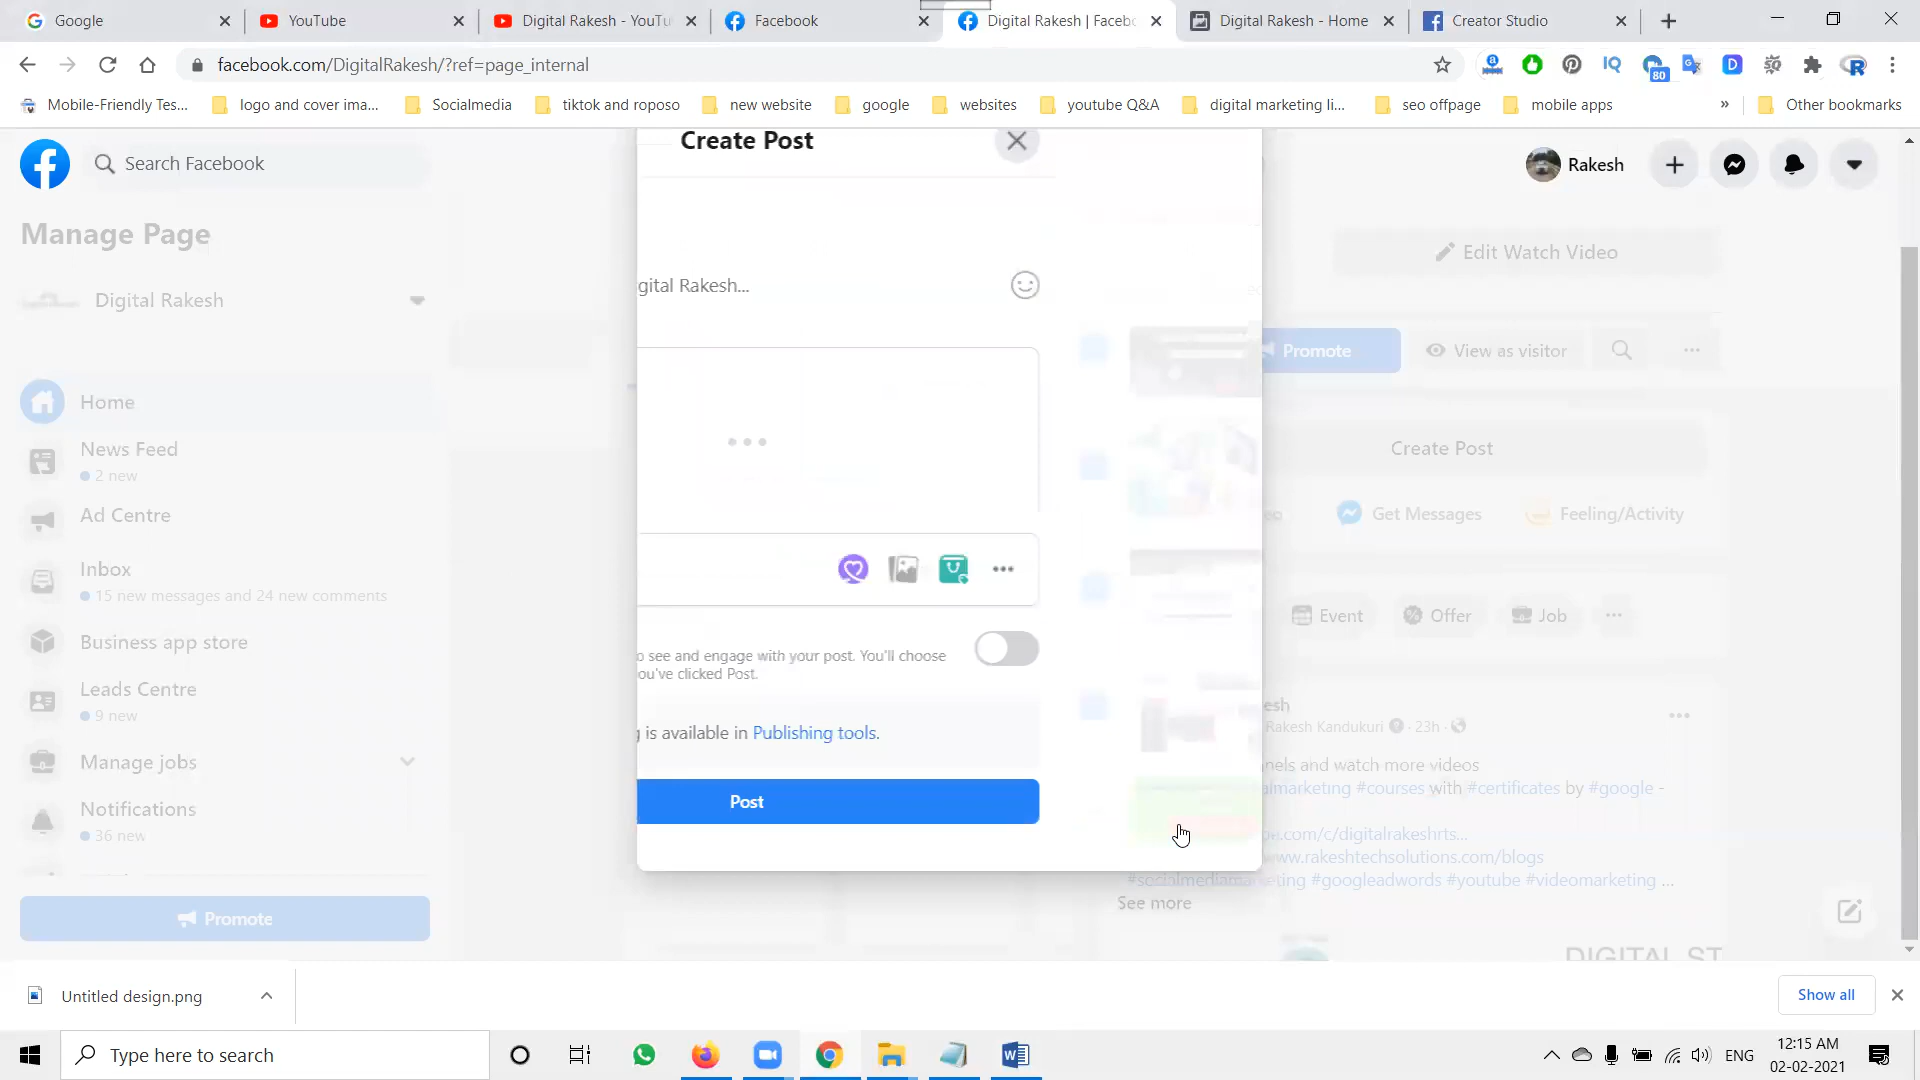 Google
YouTube
Digital Rakesh - YouTu
Facebook
Digital Rakesh | Facebo
Digital Rakesh - Home
Creator Studio
facebook.com/DigitalRakesh/?ref=page_internal
80
Mobile-Friendly Tes...
logo and cover ima...
Socialmedia
tiktok and roposo
new website
google
websites
youtube Q&A
digital marketing li...
seo offpage
mobile apps
Other bookmarks
Search Facebook
Rakesh
Manage Page
Digital Rakesh
Home
News Feed
2 new
Ad Centre
Inbox
15 new messages and 24 new comments
Business app store
Leads Centre
9 new
Manage jobs
Notifications
36 new
Promote
Create Post
gital Rakesh...
o see and engage with your post. You'll choose
ou've clicked Post.
g is available in Publishing tools.
Post
Edit Watch Video
Promote
View as visitor
Create Post
eo
Get Messages
Feeling/Activity
Event
Offer
Job
esh
Rakesh Kandukuri · 23h ·
nels and watch more videos
lmarketing #courses with #certificates by #google -
.com/c/digitalrakeshrts...
ww.rakeshtechsolutions.com/blogs
#socialmediamarketing #googleadwords #youtube #videomarketing ...
See more
DIGITAL ST
Untitled design.png
Show all
Type here to search
ENG
12:15 AM
02-02-2021